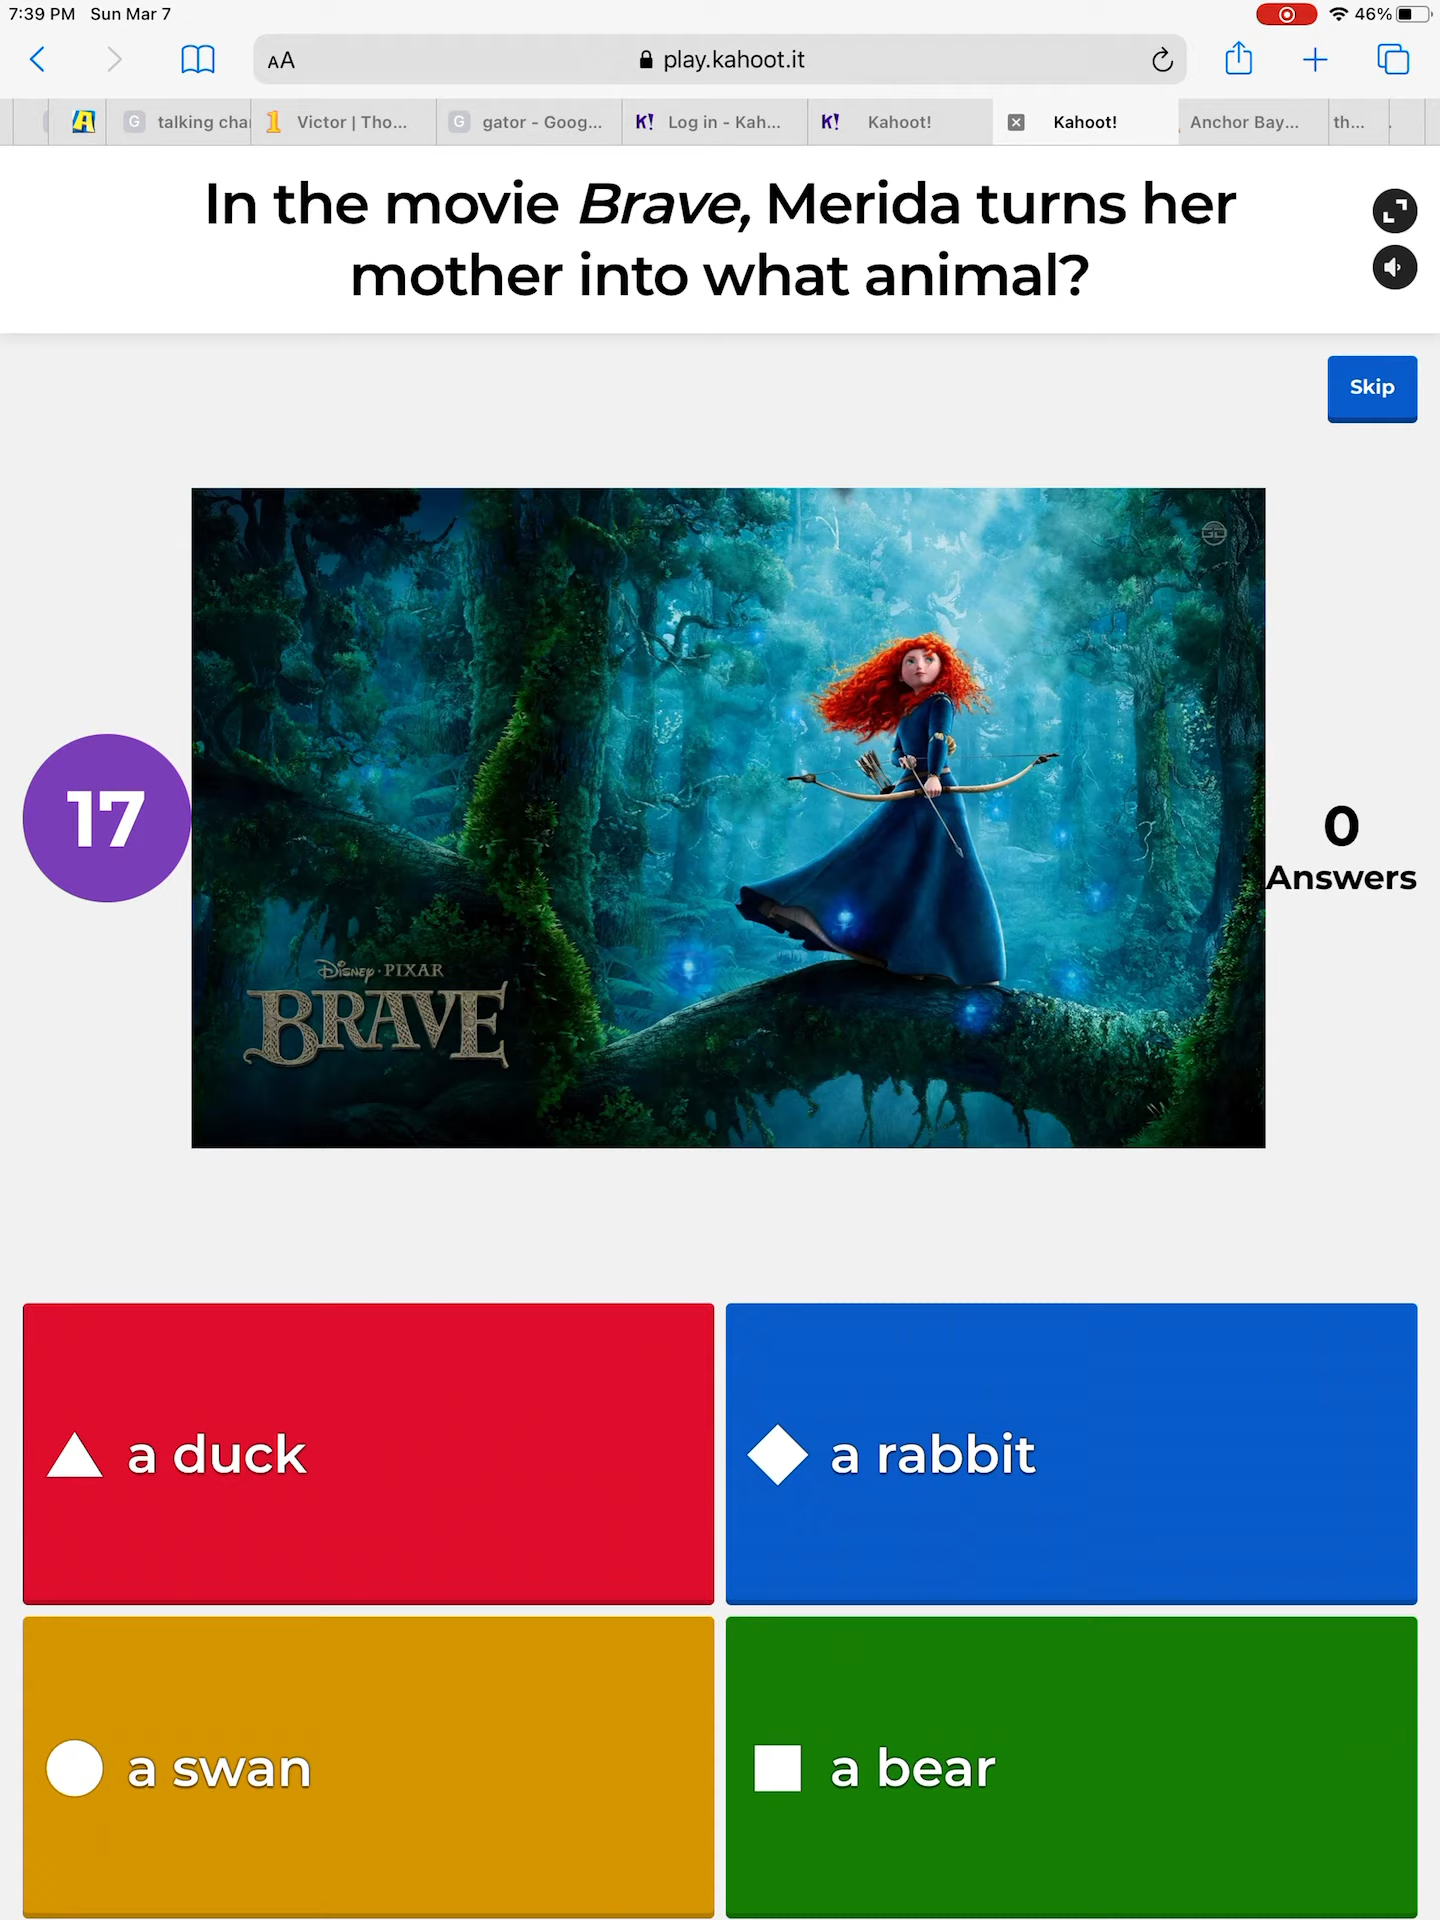 7:39 PM Sun Mar 7
46%
AA
play.kahoot.it
talking cha
Victor | Tho...
gator - Goog...
K! Log in - Kah...
K! Kahoot!
Kahoot!
Anchor Bay...
th...
In the movie Brave, Merida turns her
mother into what animal?
Skip
17
0
Answers
Disney·PIXAR
BRAVE
a duck
a rabbit
a swan
a bear